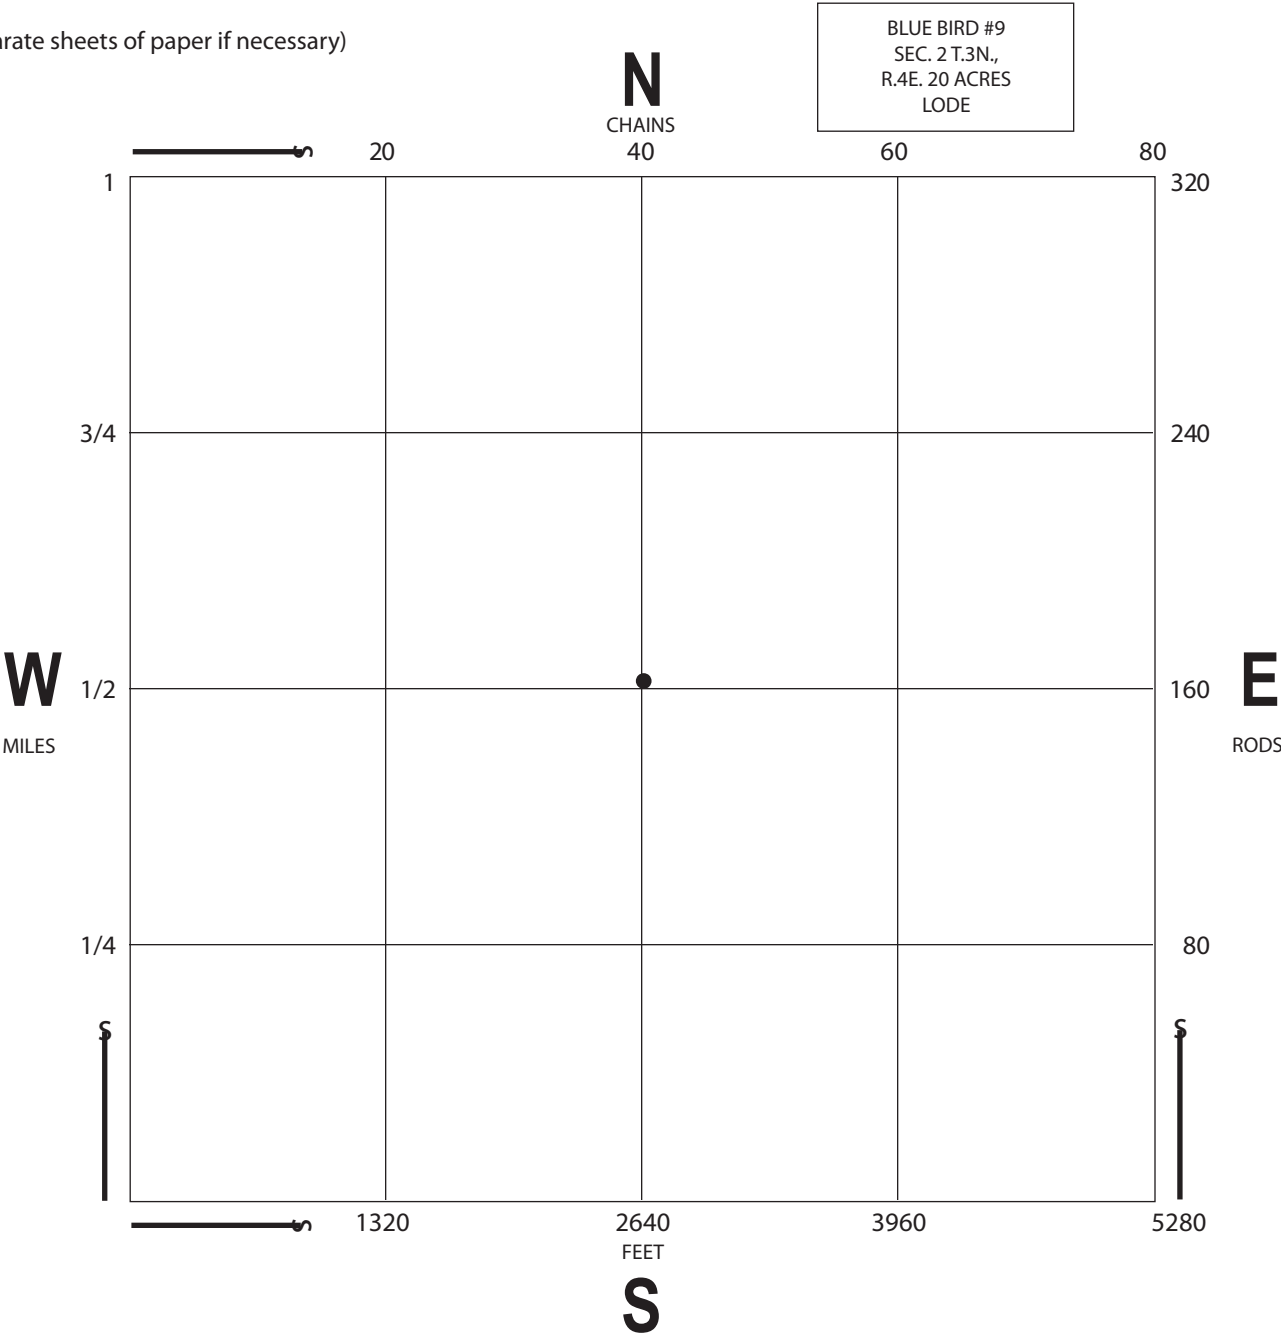 arate sheets of paper if necessary)
BLUE BIRD #9
SEC. 2 T.3N.,
R.4E. 20 ACRES
LODE
N
CHAINS
S 20 40 60 80
1 320
3/4 240
W 1/2 160 E
MILES RODS
1/4 80
S S
S 1320 2640 3960 5280
FEET
S